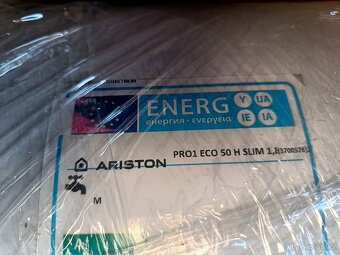 ENERG Y IJA
IE IA
енергия · ενεργεια
ARISTON PRO1 ECO 50 H SLIM 1,8
M